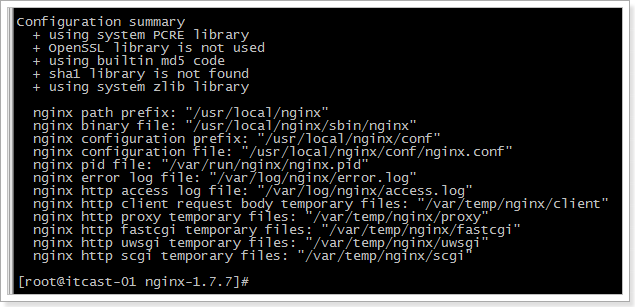 Configuration summary
+ using system PCRE library
+ OpenSSL library is not used
+ using builtin md5 code
+ sha1 library is not found
+ using system zlib library
nginx path prefix: "/usr/local/nginx"
nginx binary file: "/usr/local/nginx/sbin/nginx"
nginx configuration prefix: "/usr/local/nginx/conf"
nginx configuration file: "/usr/local/nginx/conf/nginx.conf"
nginx pid file: "/var/run/nginx/nginx.pid"
nginx error log file: "/var/log/nginx/error.log"
nginx http access log file: "/var/log/nginx/access.log"
nginx http client request body temporary files: "/var/temp/nginx/client"
nginx http proxy temporary files: "/var/temp/nginx/proxy"
nginx http fastcgi temporary files: "/var/temp/nginx/fastcgi"
nginx http uwsgi temporary files: "/var/temp/nginx/uwsgi"
nginx http scgi temporary files: "/var/temp/nginx/scgi"
[root@itcast-01 nginx-1.7.7]#